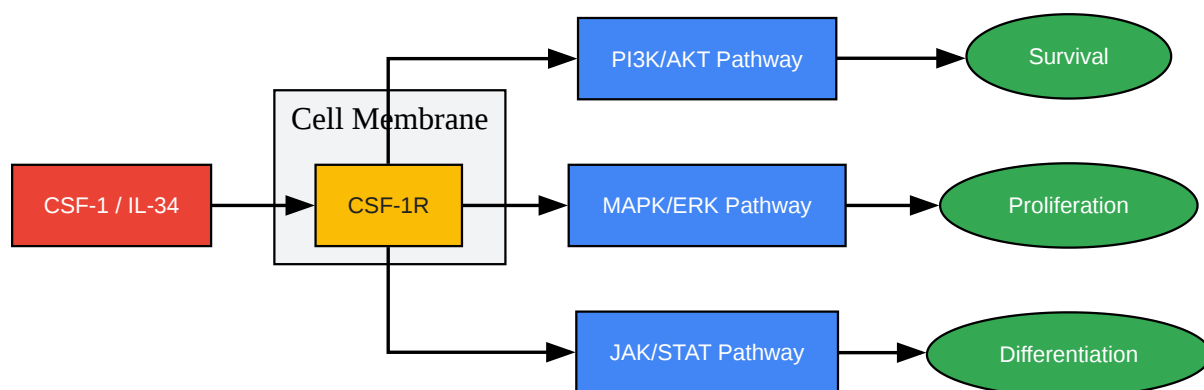 PI3K/AKT Pathway
Survival
Cell Membrane
CSF-1 / IL-34
CSF-1R
MAPK/ERK Pathway
Proliferation
JAK/STAT Pathway
Differentiation